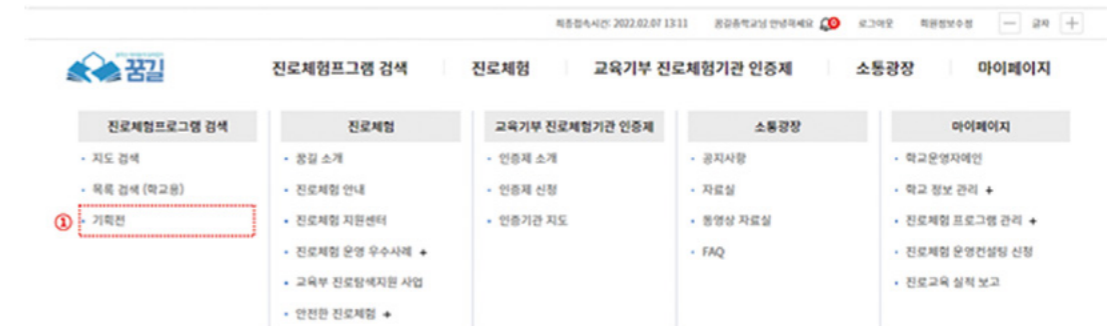 최종접속시간: 2022.02.07 13:11 꿈길중학교님 안녕하세요 로그아웃 회원정보수정 글자
꿈길 진로체험프로그램 검색 진로체험 교육기부 진로체험기관 인증제 소통광장 마이페이지
진로체험프로그램 검색 진로체험 교육기부 진로체험기관 인증제 소통광장 마이페이지
· 지도 검색 · 꿈길 소개 · 인증제 소개 · 공지사항 · 학교운영자메인
· 목록 검색 (학교용) · 진로체험 안내 · 인증제 신청 · 자료실 · 학교 정보 관리 +
① · 기획전 · 진로체험 지원센터 · 인증기관 지도 · 동영상 자료실 · 진로체험 프로그램 관리 +
· 진로체험 운영 우수사례 + · FAQ · 진로체험 운영컨설팅 신청
· 교육부 진로탐색지원 사업 · 진로교육 실적 보고
· 안전한 진로체험 +